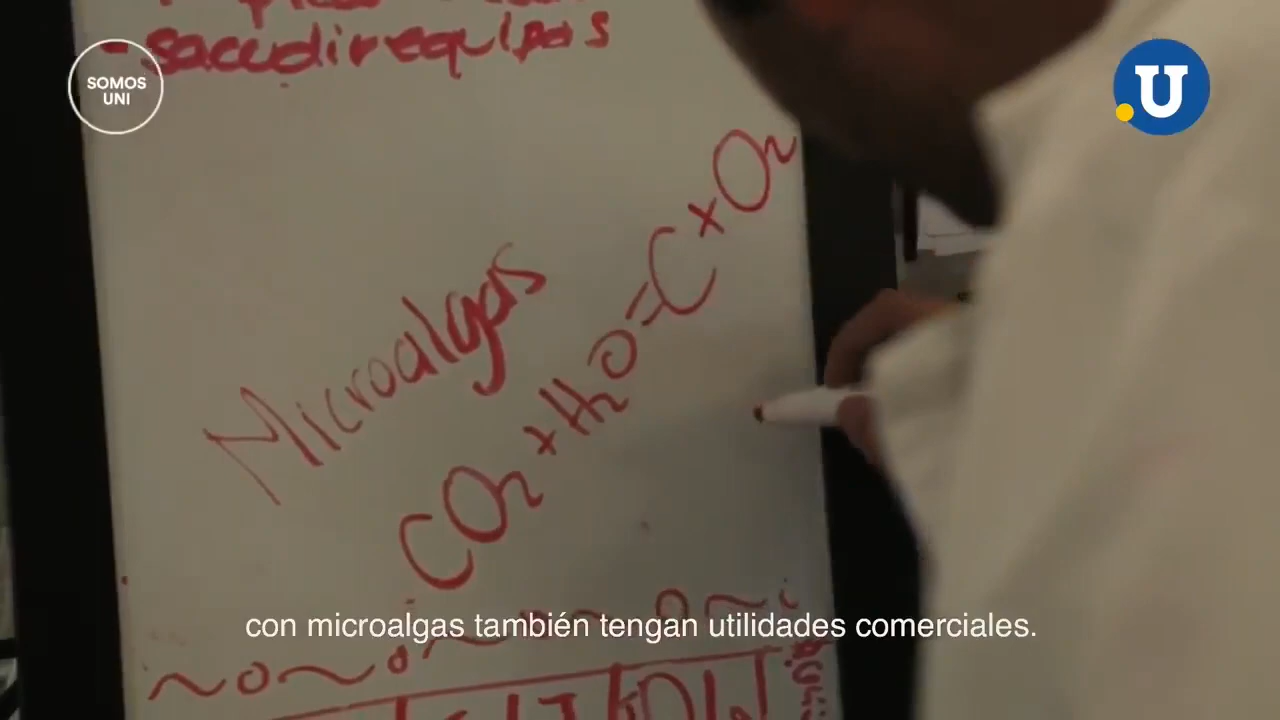 - sacudir equipos
SOMOS
UNI
U
Microalgas
CO2 + H2O = C + O2
con microalgas también tengan utilidades comerciales.